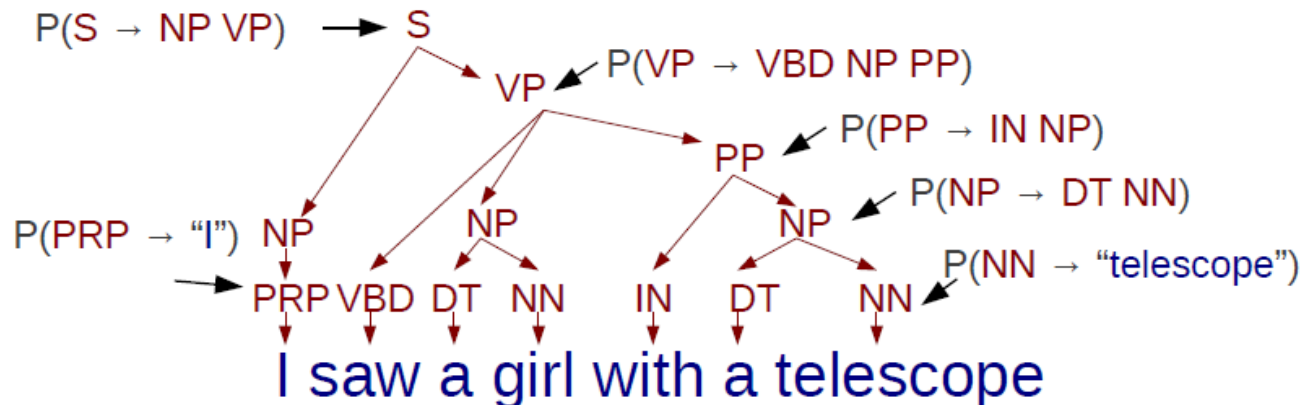 P(S → NP VP) S
VP P(VP → VBD NP PP)
PP P(PP → IN NP)
P(PRP → “I”) NP NP NP P(NP → DT NN)
PRP VBD DT NN IN DT NN P(NN → “telescope”)
I saw a girl with a telescope